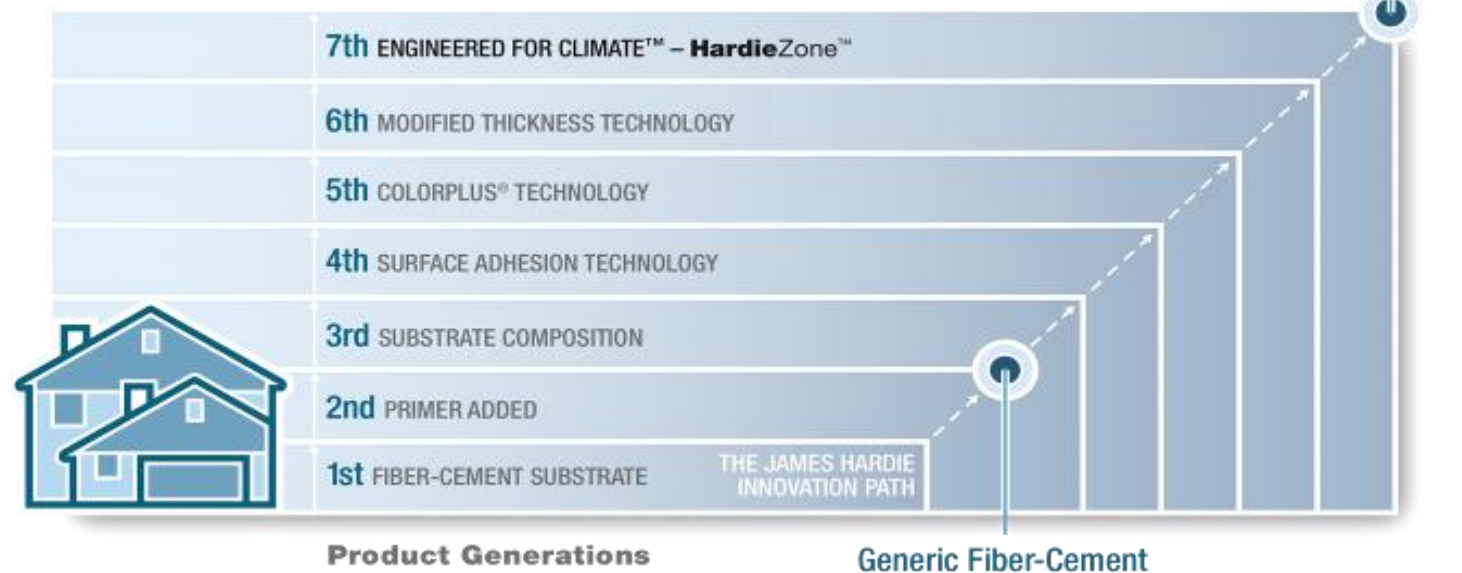 7th ENGINEERED FOR CLIMATE™ – HardieZone™
6th MODIFIED THICKNESS TECHNOLOGY
5th COLORPLUS® TECHNOLOGY
4th SURFACE ADHESION TECHNOLOGY
3rd SUBSTRATE COMPOSITION
2nd PRIMER ADDED
1st FIBER-CEMENT SUBSTRATE
THE JAMES HARDIE
INNOVATION PATH
Product Generations
Generic Fiber-Cement